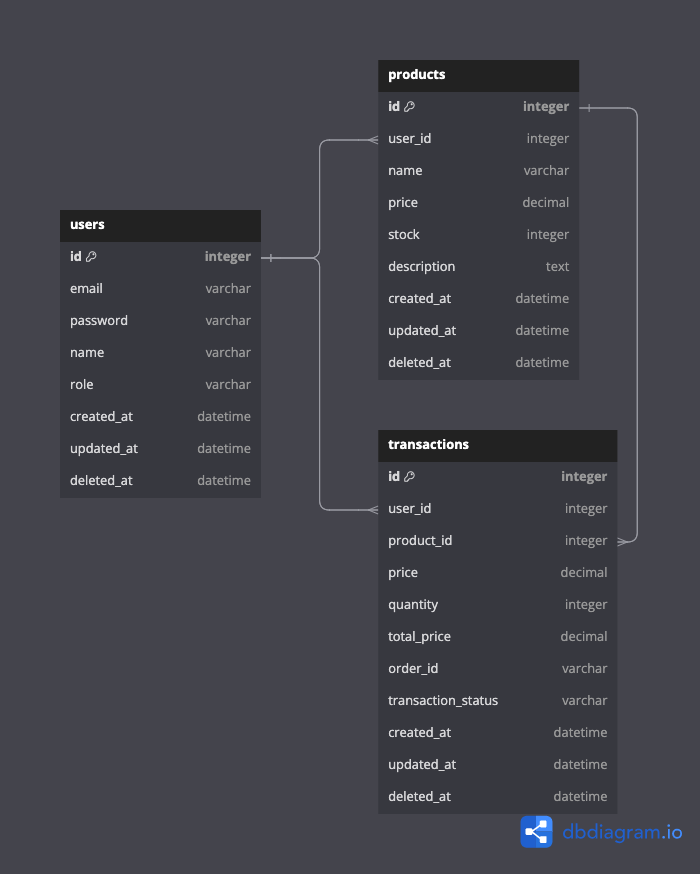 products
id integer
user_id integer
name varchar
price decimal
stock integer
description text
created_at datetime
updated_at datetime
deleted_at datetime
users
id integer
email varchar
password varchar
name varchar
role varchar
created_at datetime
updated_at datetime
deleted_at datetime
transactions
id integer
user_id integer
product_id integer
price decimal
quantity integer
total_price decimal
order_id varchar
transaction_status varchar
created_at datetime
updated_at datetime
deleted_at datetime
dbdiagram.io